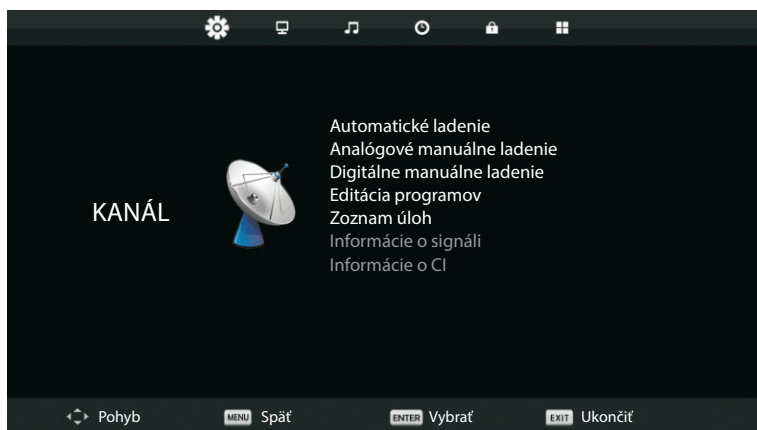 Automatické ladenie
Analógové manuálne ladenie
Digitálne manuálne ladenie
Editácia programov
KANÁL
Zoznam úloh
Informácie o signáli
Informácie o CI
Pohyb MENU Späť ENTER Vybrať EXIT Ukončiť